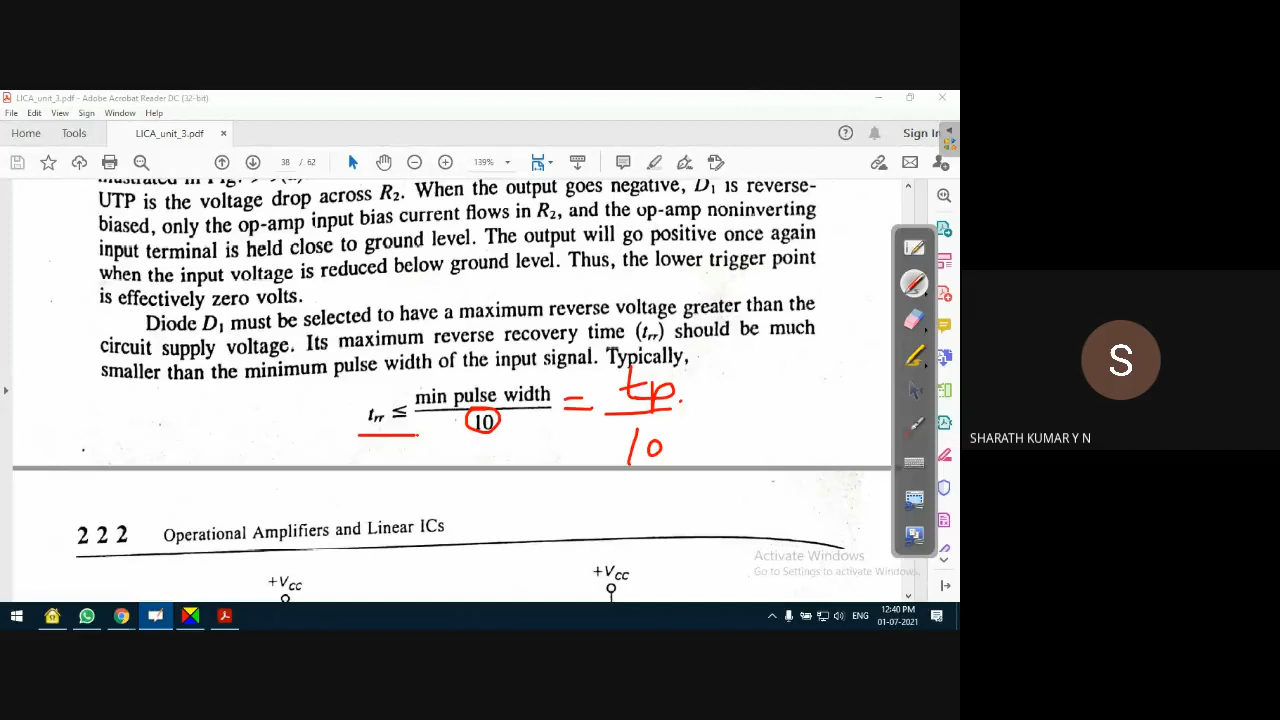 LICA_unit_3.pdf - Adobe Acrobat Reader DC (32-bit)
File Edit View Sign Window Help
Home Tools LICA_unit_3.pdf × Sign In
38 / 62 139%
UTP is the voltage drop across R2. When the output goes negative, D1 is reverse-
biased, only the op-amp input bias current flows in R2, and the op-amp noninverting
input terminal is held close to ground level. The output will go positive once again
when the input voltage is reduced below ground level. Thus, the lower trigger point
is effectively zero volts.
Diode D1 must be selected to have a maximum reverse voltage greater than the
circuit supply voltage. Its maximum reverse recovery time (trr) should be much
smaller than the minimum pulse width of the input signal. Typically,
trr ≤ min pulse width / 10 = tp. / 10
222 Operational Amplifiers and Linear ICs
+VCC +VCC
Activate Windows
Go to Settings to activate Windows.
ENG 12:40 PM
01-07-2021
S
SHARATH KUMAR Y N